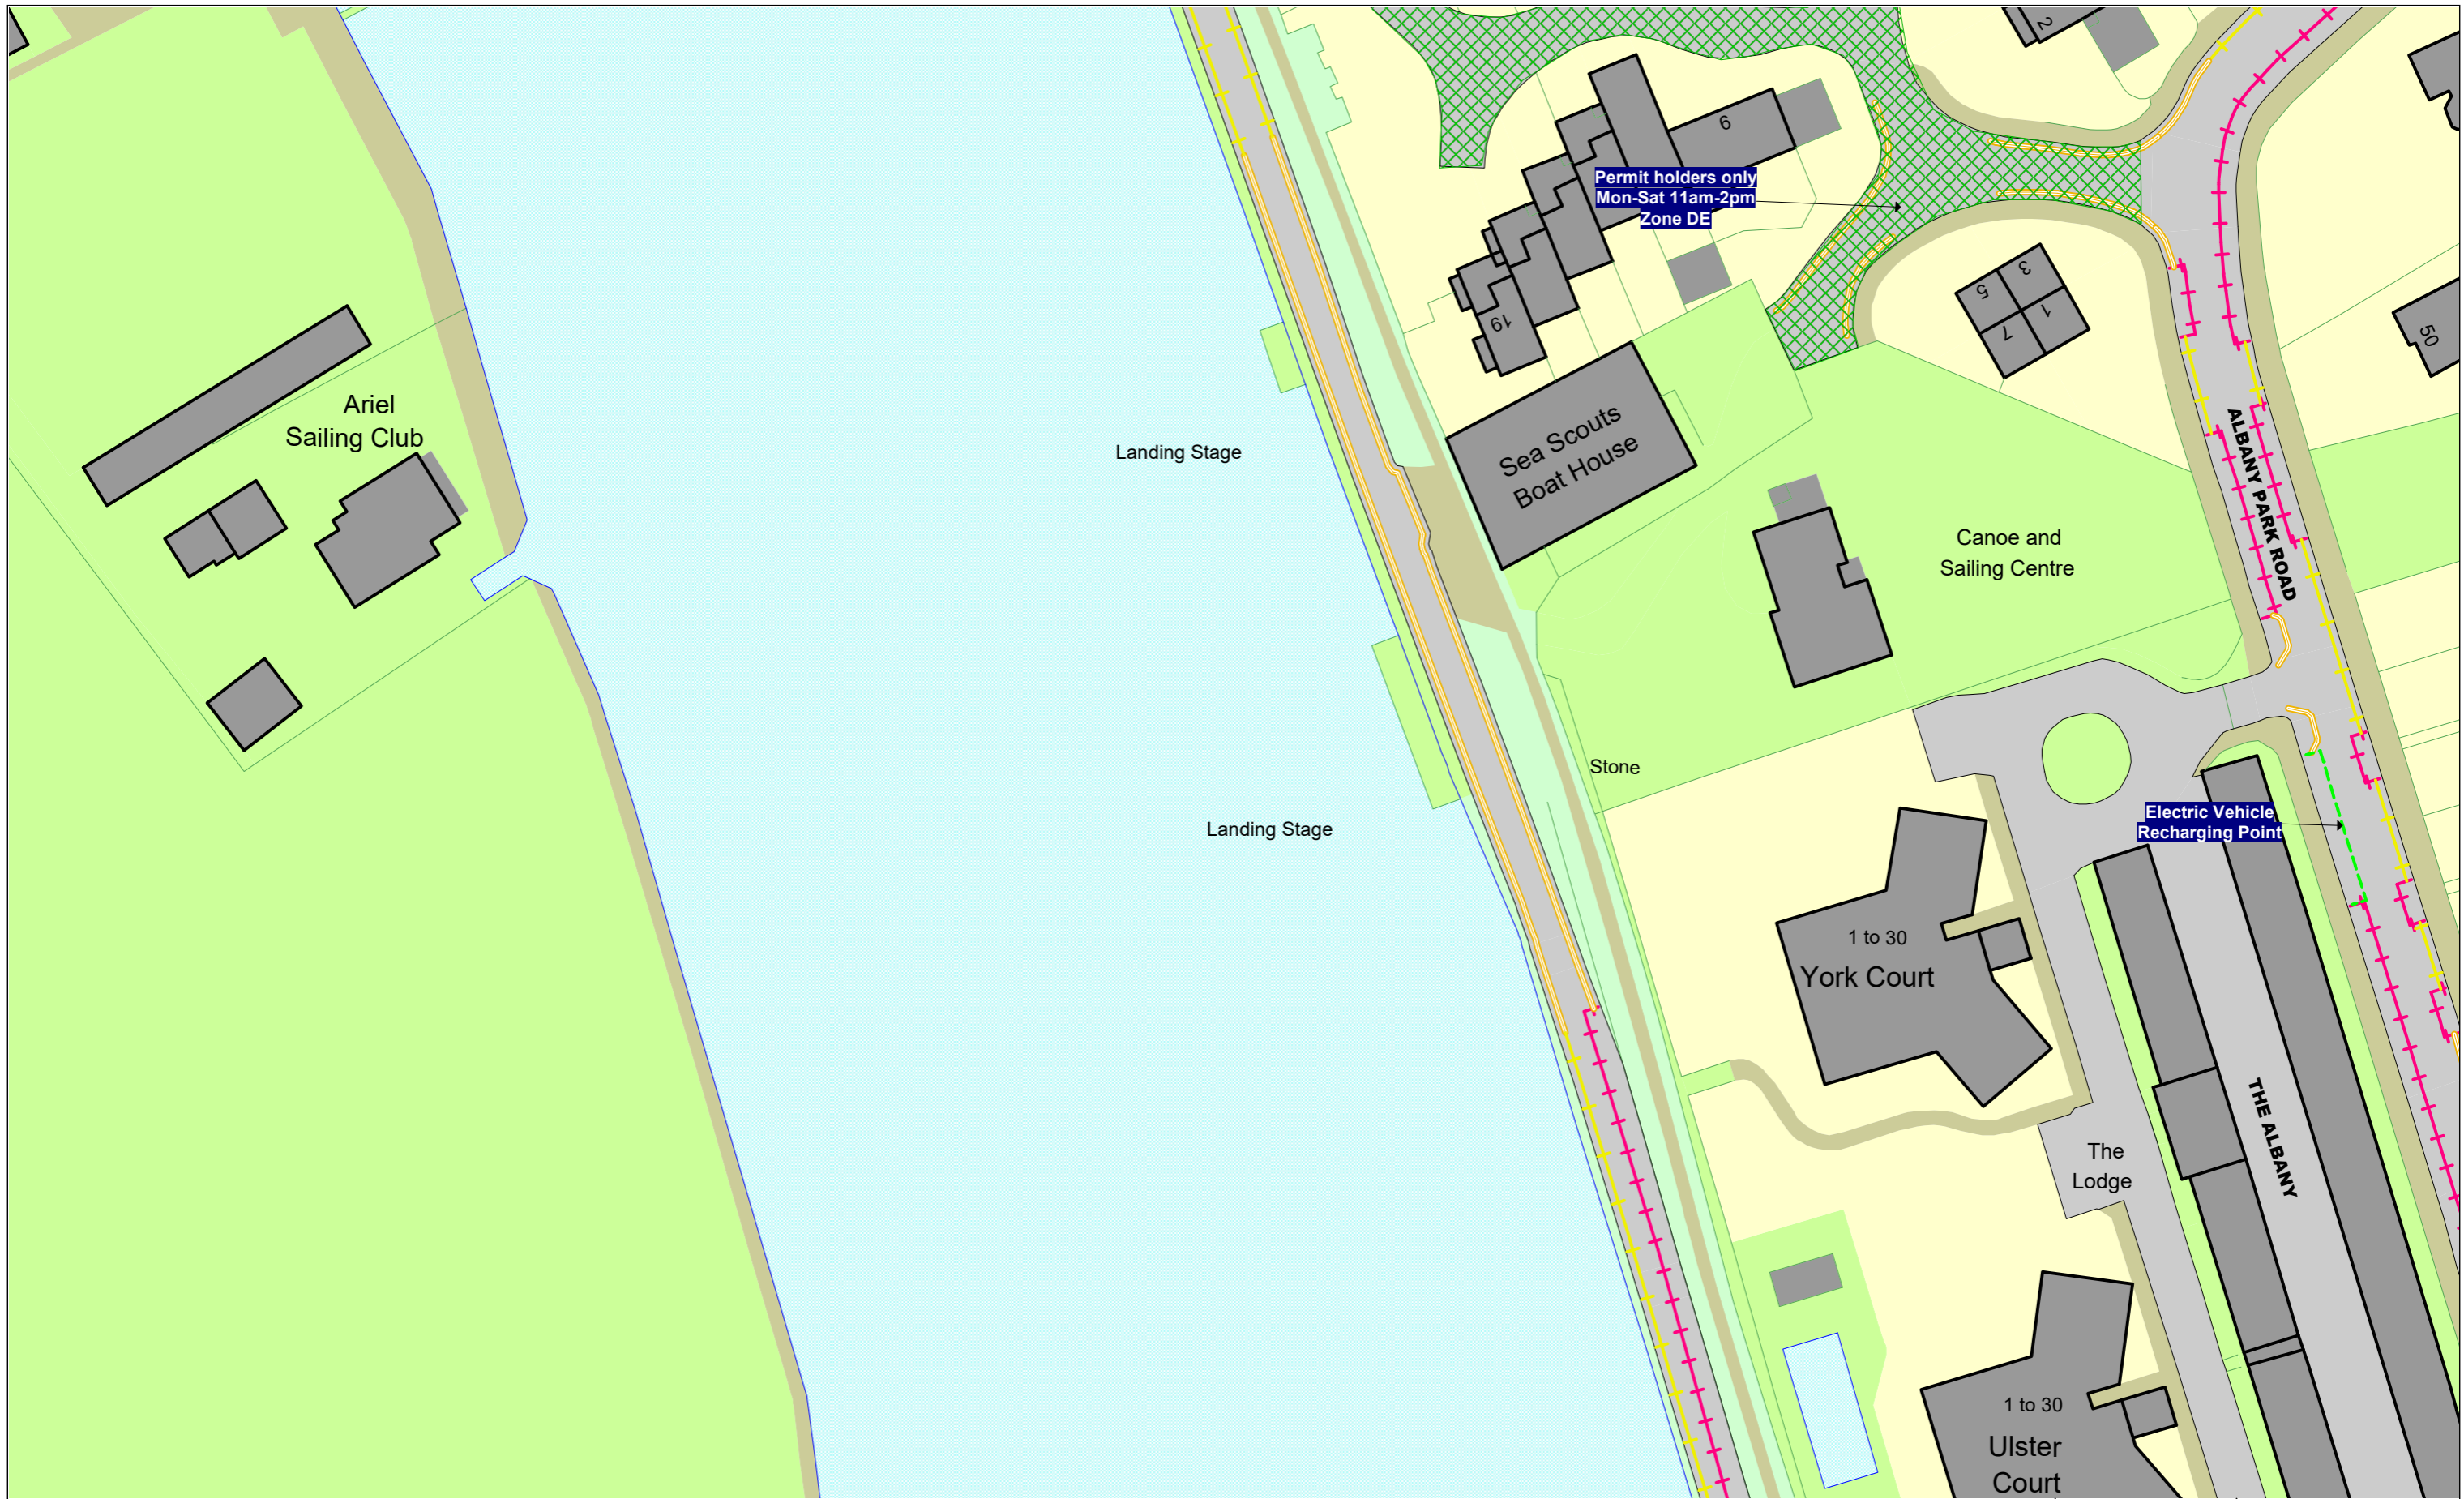 2
9
Permit holders only
Mon-Sat 11am-2pm
Zone DE
3
5
1
7
19
50
Ariel
Sailing Club
Landing Stage
Sea Scouts
Boat House
ALBANY PARK ROAD
Canoe and
Sailing Centre
Stone
Landing Stage
Electric Vehicle
Recharging Point
1 to 30
York Court
THE ALBANY
The
Lodge
1 to 30
Ulster
Court